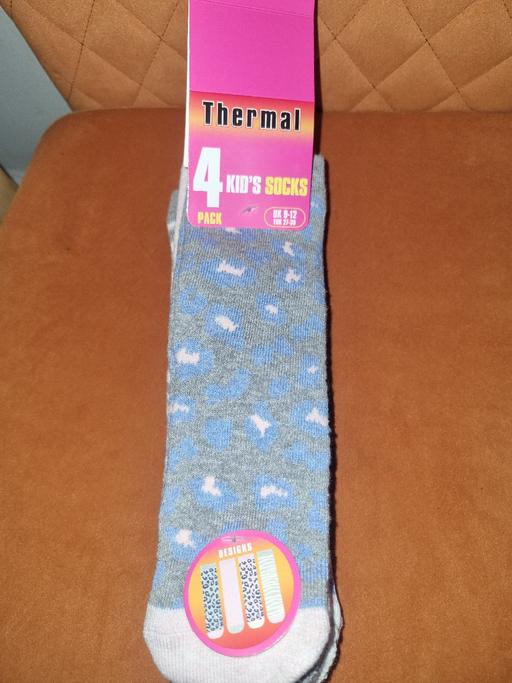 Thermal
4 KID'S SOCKS
PACK
UK 9-12
DESIGNS